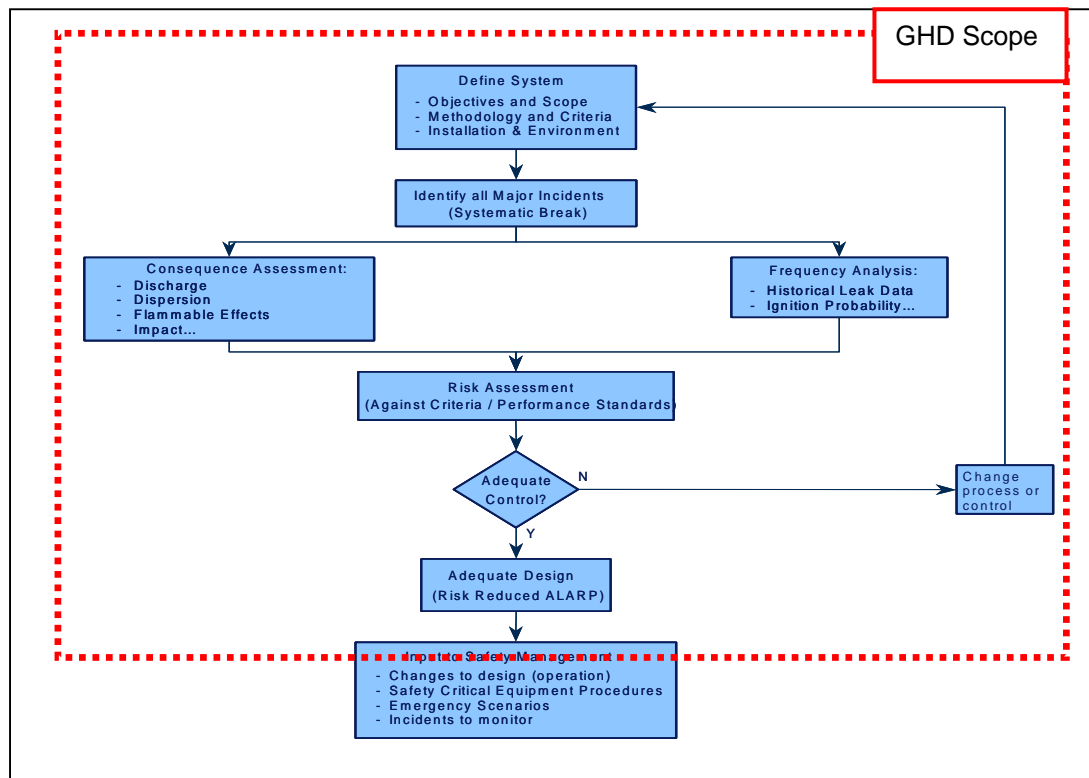 GHD Scope
Define System
- Objectives and Scope
- Methodology and Criteria
- Installation & Environment
Identify all Major Incidents
(Systematic Break)
Consequence Assessment:
- Discharge
- Dispersion
- Flammable Effects
- Impact...
Frequency Analysis:
- Historical Leak Data
- Ignition Probability...
Risk Assessment
(Against Criteria / Performance Standards)
Adequate
Control?
N
Change
process or
control
Y
Adequate Design
(Risk Reduced ALARP)
Input to Safety Management
- Changes to design (operation)
- Safety Critical Equipment Procedures
- Emergency Scenarios
- Incidents to monitor